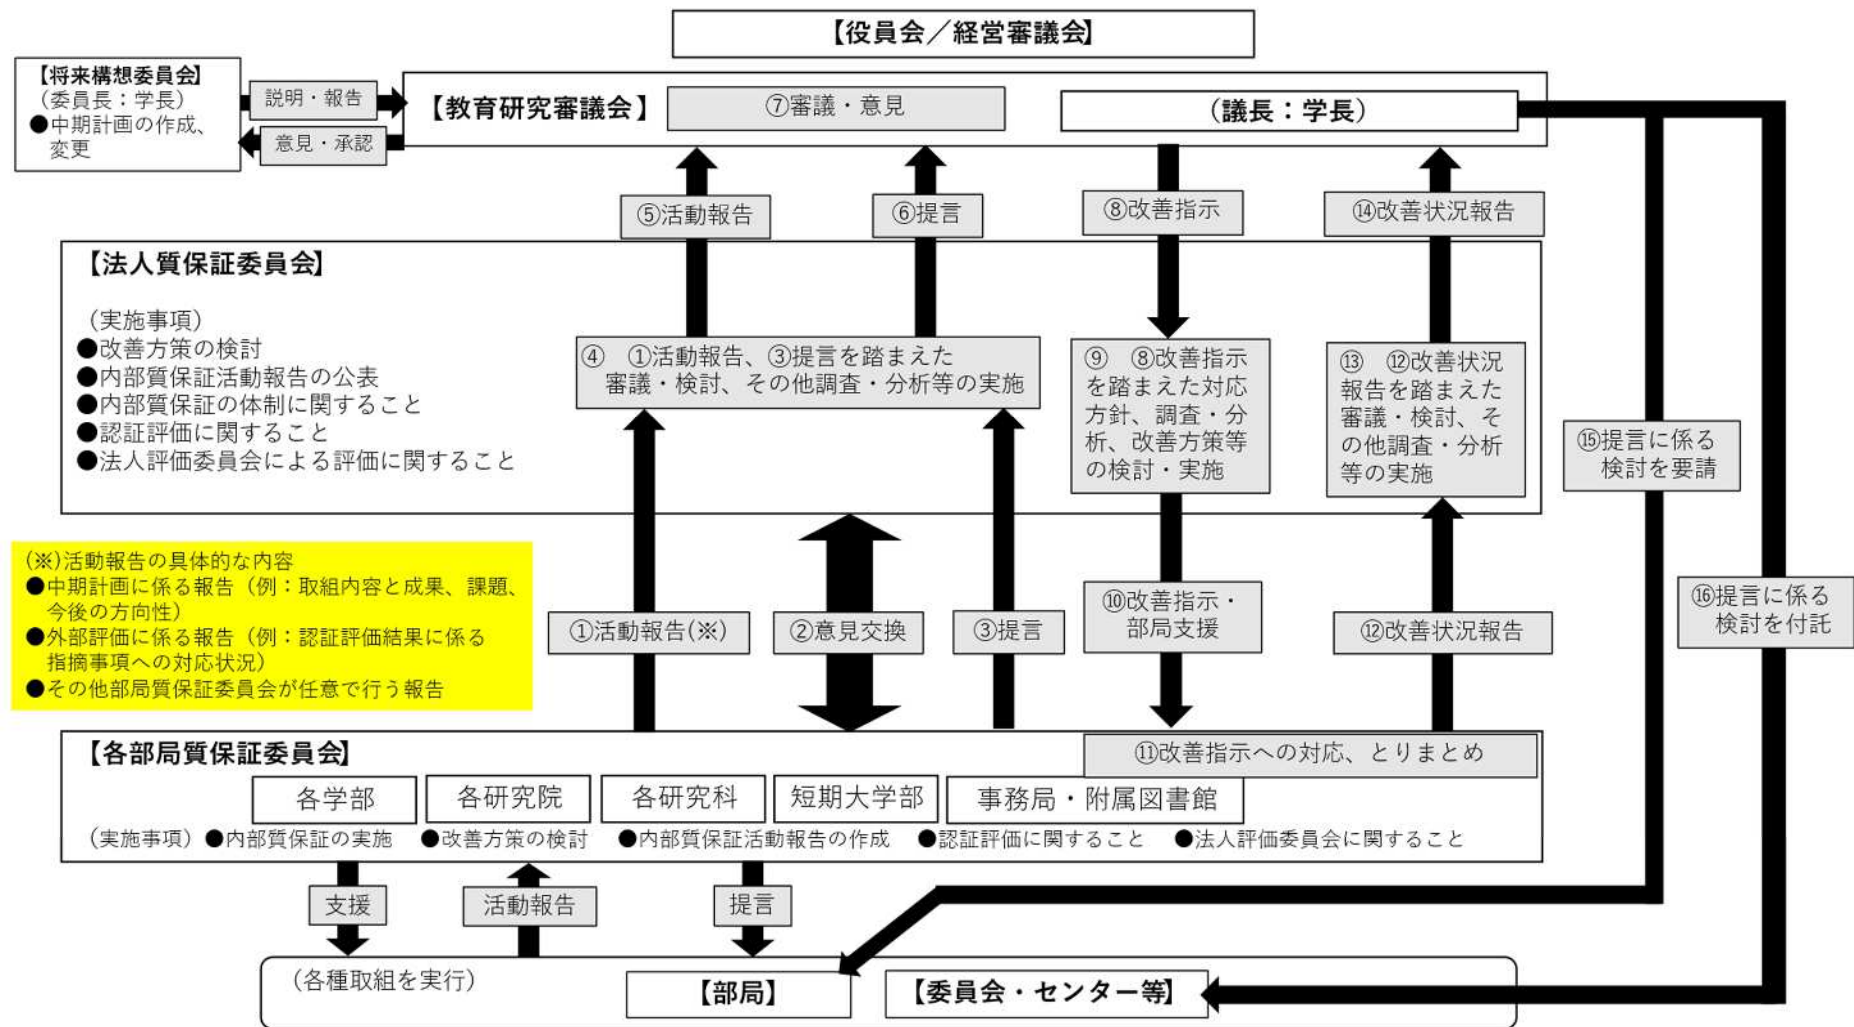 【役員会／経営審議会】
【将来構想委員会】
（委員長：学長）
●中期計画の作成、
変更
説明・報告
意見・承認
【教育研究審議会】
⑦審議・意見
（議長：学長）
⑤活動報告
⑥提言
⑧改善指示
⑭改善状況報告
【法人質保証委員会】
（実施事項）
●改善方策の検討
●内部質保証活動報告の公表
●内部質保証の体制に関すること
●認証評価に関すること
●法人評価委員会による評価に関すること
④　①活動報告、③提言を踏まえた
審議・検討、その他調査・分析等の実施
⑨　⑧改善指示
を踏まえた対応
方針、調査・分
析、改善方策等
の検討・実施
⑬　⑫改善状況
報告を踏まえた
審議・検討、そ
の他調査・分析
等の実施
⑮提言に係る
検討を要請
⑯提言に係る
検討を付託
(※)活動報告の具体的な内容
●中期計画に係る報告（例：取組内容と成果、課題、
今後の方向性）
●外部評価に係る報告（例：認証評価結果に係る
指摘事項への対応状況）
●その他部局質保証委員会が任意で行う報告
①活動報告(※)
②意見交換
③提言
⑩改善指示・
部局支援
⑫改善状況報告
【各部局質保証委員会】
⑪改善指示への対応、とりまとめ
各学部
各研究院
各研究科
短期大学部
事務局・附属図書館
（実施事項）●内部質保証の実施　●改善方策の検討　●内部質保証活動報告の作成　●認証評価に関すること　●法人評価委員会に関すること
支援
活動報告
提言
（各種取組を実行）
【部局】
【委員会・センター等】